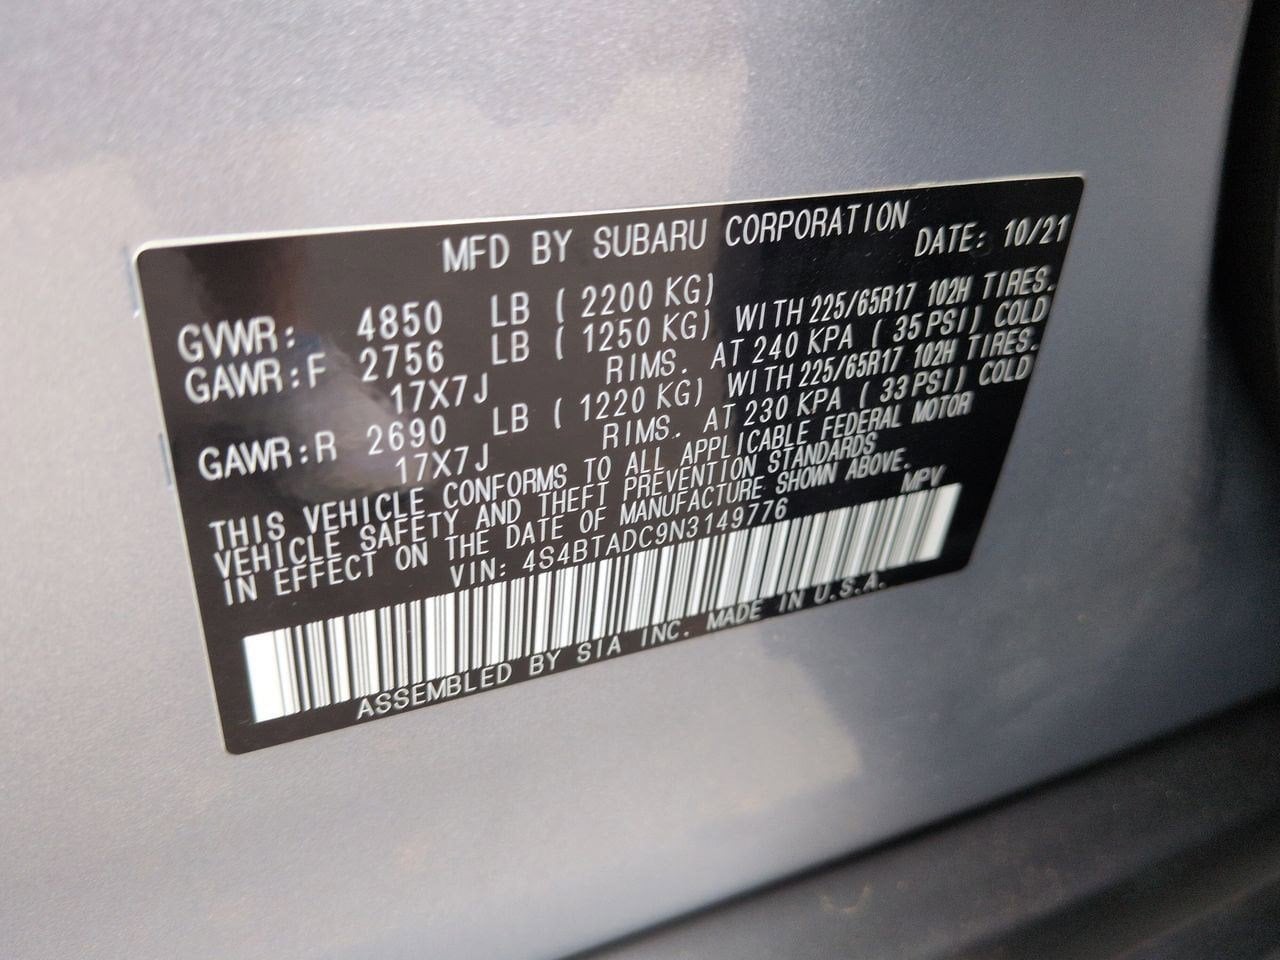 MFD BY SUBARU CORPORATION DATE: 10/21
GVWR: 4850 LB ( 2200 KG)
GAWR:F 2756 LB ( 1250 KG) WITH 225/65R17 102H TIRES.
17X7J RIMS. AT 240 KPA ( 35 PSI) COLD
GAWR:R 2690 LB ( 1220 KG) WITH 225/65R17 102H TIRES.
17X7J RIMS. AT 230 KPA ( 33 PSI) COLD
THIS VEHICLE CONFORMS TO ALL APPLICABLE FEDERAL MOTOR
VEHICLE SAFETY AND THEFT PREVENTION STANDARDS
IN EFFECT ON THE DATE OF MANUFACTURE SHOWN ABOVE.
VIN: 4S4BTADC9N3149776 MPV
ASSEMBLED BY SIA INC. MADE IN U.S.A.